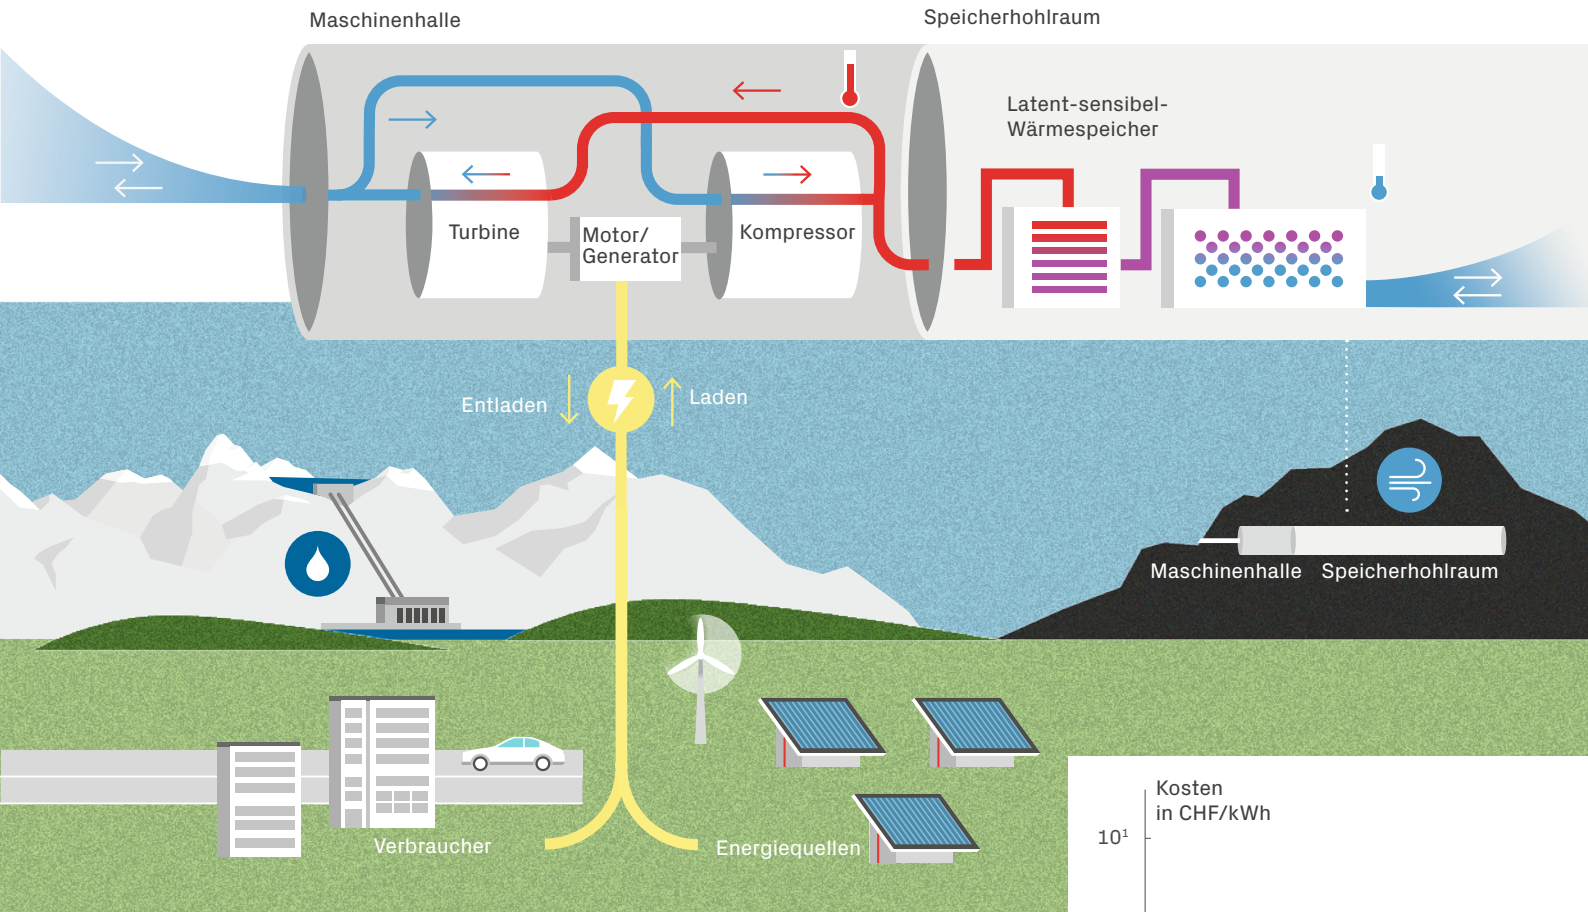 Maschinenhalle
Speicherhohlraum
Latent-sensibel-
Wärmespeicher
Turbine
Motor/
Generator
Kompressor
Entladen
Laden
Maschinenhalle
Speicherhohlraum
Verbraucher
Energiequellen
Kosten
in CHF/kWh
10¹